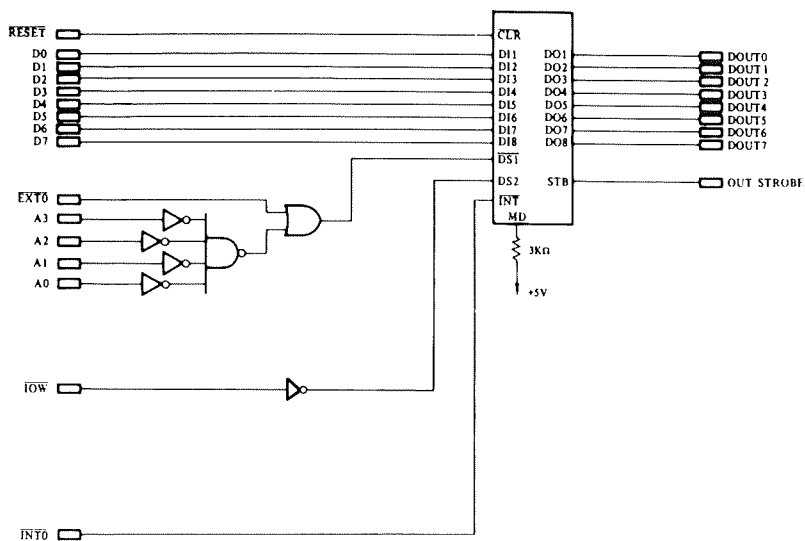 RESET
D0
D1
D2
D3
D4
D5
D6
D7
EXT0
A3
A2
A1
A0
IOW
INT0
CLR
DI1
DI2
DI3
DI4
DI5
DI6
DI7
DI8
DS1
DS2
INT
MD
DO1
DO2
DO3
DO4
DO5
DO6
DO7
DO8
STB
3KΩ
+5V
DOUT0
DOUT1
DOUT2
DOUT3
DOUT4
DOUT5
DOUT6
DOUT7
OUT STROBE